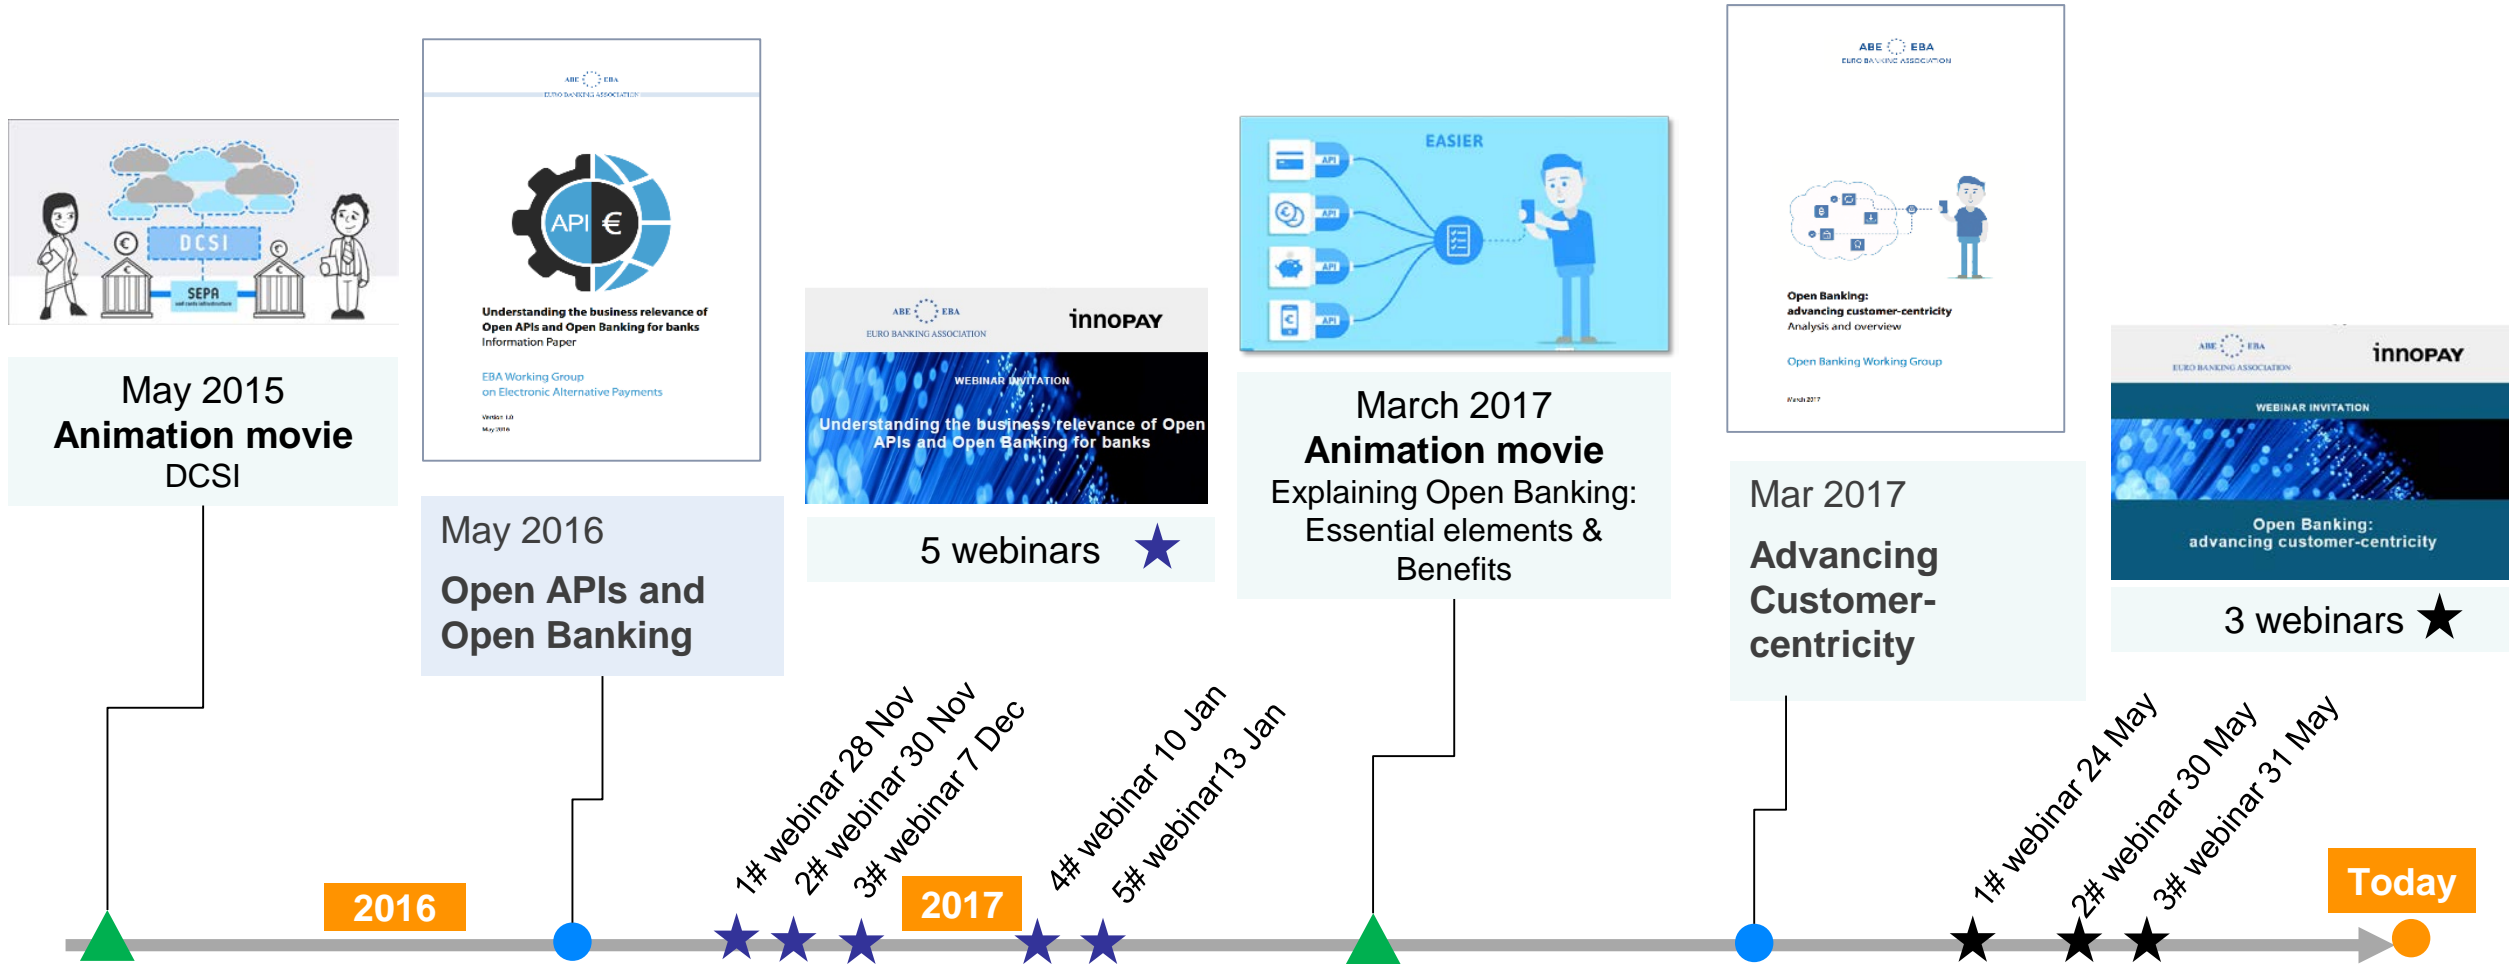 DCSI
SEPA
May 2015
Animation movie
DCSI
ABE EBA
EURO BANKING ASSOCIATION
API €
Understanding the business relevance of
Open APIs and Open Banking for banks
Information Paper
EBA Working Group
on Electronic Alternative Payments
Version 1.0
May 2016
May 2016
Open APIs and
Open Banking
ABE EBA
EURO BANKING ASSOCIATION
innopay
WEBINAR INVITATION
Understanding the business relevance of Open
APIs and Open Banking for banks
5 webinars
EASIER
API
API
API
API
March 2017
Animation movie
Explaining Open Banking:
Essential elements &
Benefits
ABE EBA
EURO BANKING ASSOCIATION
Open Banking:
advancing customer-centricity
Analysis and overview
Open Banking Working Group
March 2017
Mar 2017
Advancing
Customer-
centricity
ABE EBA
EURO BANKING ASSOCIATION
innopay
WEBINAR INVITATION
Open Banking:
advancing customer-centricity
3 webinars
2016
1# webinar 28 Nov
2# webinar 30 Nov
3# webinar 7 Dec
2017
4# webinar 10 Jan
5# webinar13 Jan
1# webinar 24 May
2# webinar 30 May
3# webinar 31 May
Today